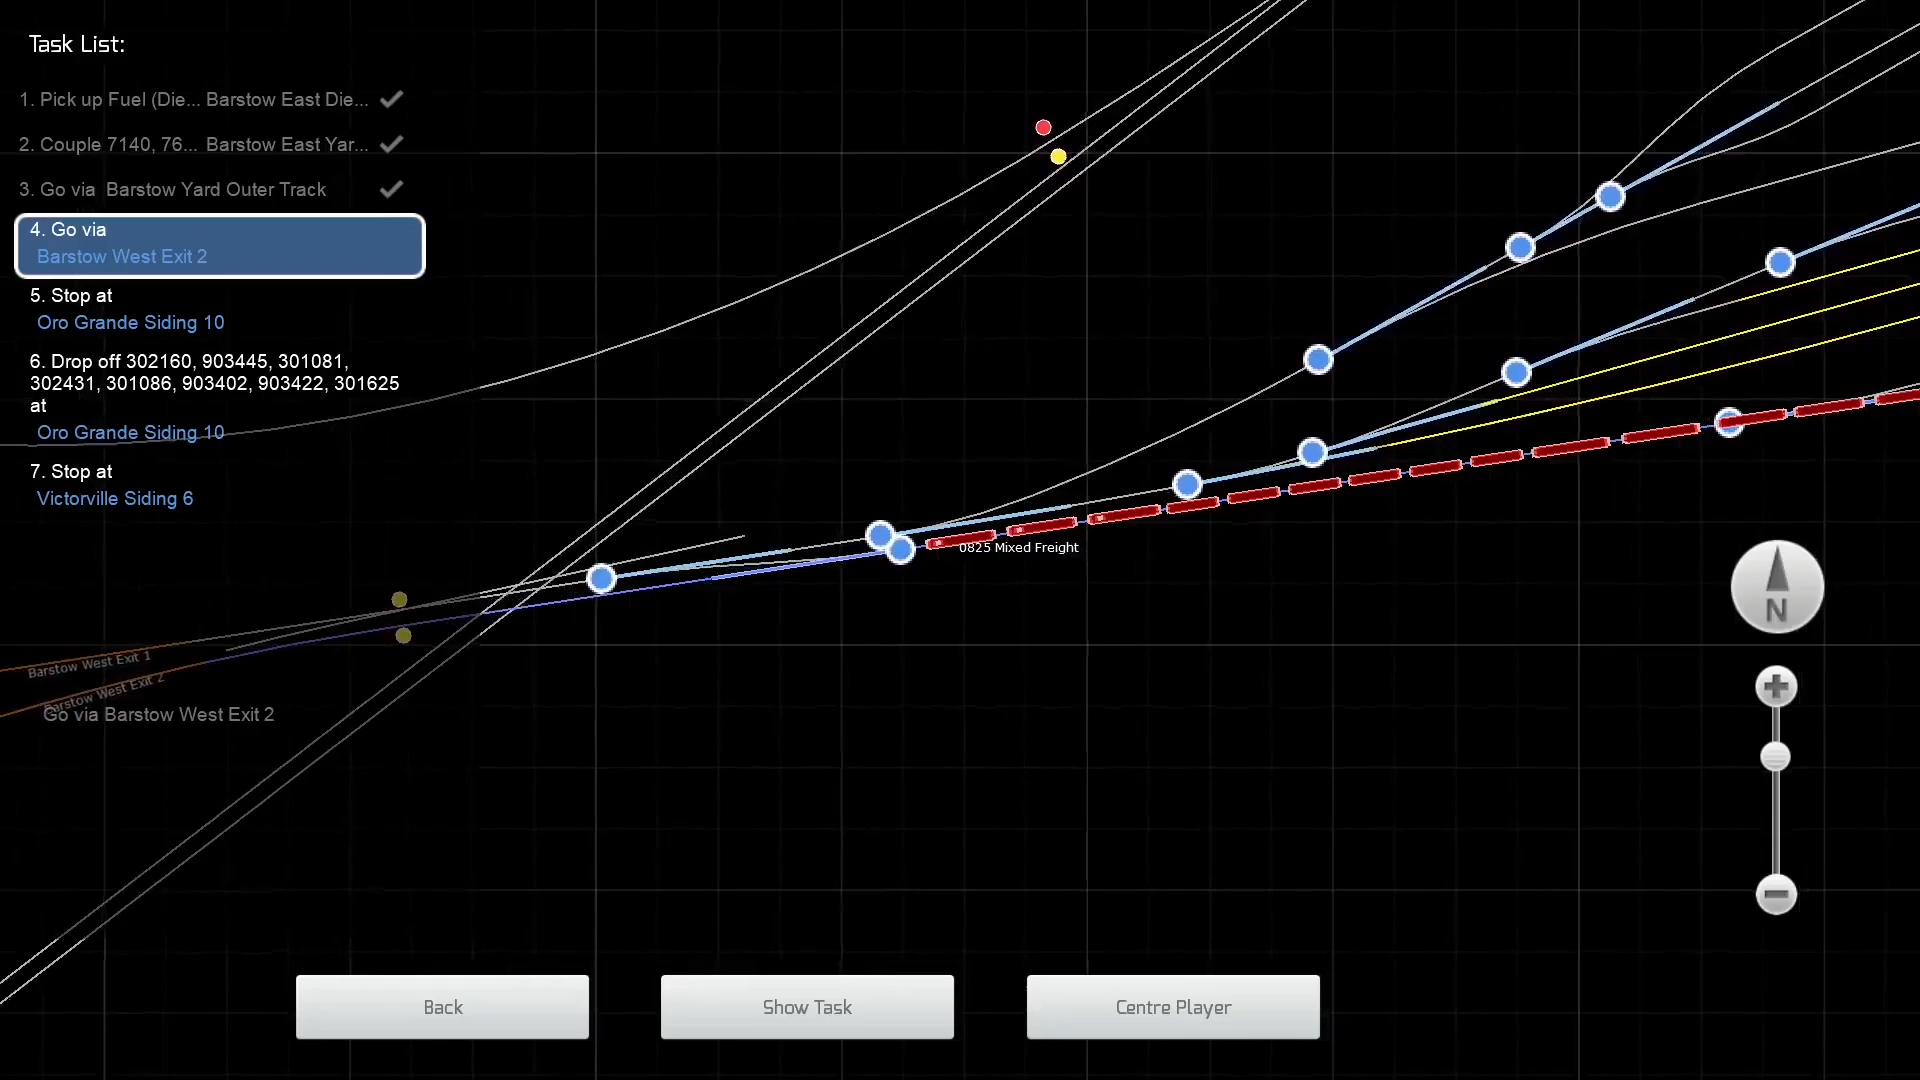 Task List:
1. Pick up Fuel (Die... Barstow East Die...
2. Couple 7140, 76... Barstow East Yar...
3. Go via Barstow Yard Outer Track
4. Go via
Barstow West Exit 2
5. Stop at
Oro Grande Siding 10
6. Drop off 302160, 903445, 301081,
302431, 301086, 903402, 903422, 301625
at
Oro Grande Siding 10
7. Stop at
Victorville Siding 6
0825 Mixed Freight
Barstow West Exit 1
Barstow West Exit 2
Go via Barstow West Exit 2
N
Back
Show Task
Centre Player